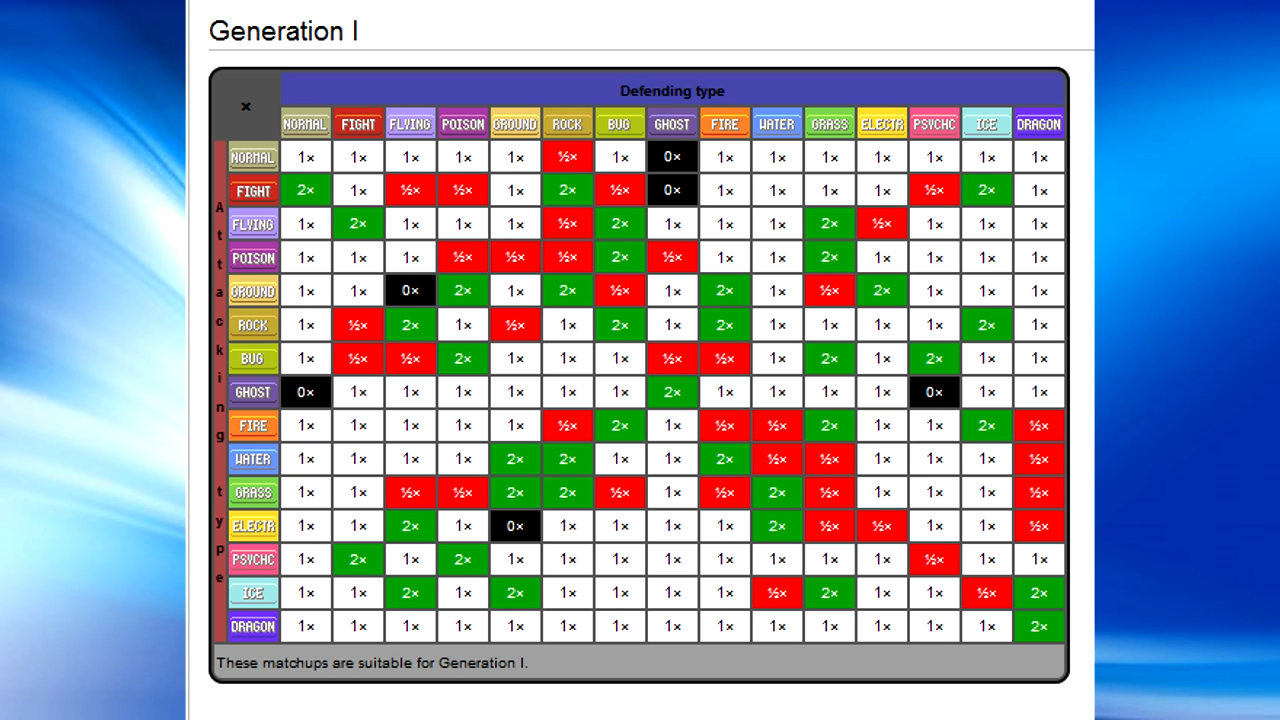 Generation I
×
Defending type
NORMAL FIGHT FLYING POISON GROUND ROCK BUG GHOST FIRE WATER GRASS ELECTR PSYCHC ICE DRAGON
Attacking type
NORMAL 1× 1× 1× 1× 1× ½× 1× 0× 1× 1× 1× 1× 1× 1× 1×
FIGHT 2× 1× ½× ½× 1× 2× ½× 0× 1× 1× 1× 1× ½× 2× 1×
FLYING 1× 2× 1× 1× 1× ½× 2× 1× 1× 1× 2× ½× 1× 1× 1×
POISON 1× 1× 1× ½× ½× ½× 2× ½× 1× 1× 2× 1× 1× 1× 1×
GROUND 1× 1× 0× 2× 1× 2× ½× 1× 2× 1× ½× 2× 1× 1× 1×
ROCK 1× ½× 2× 1× ½× 1× 2× 1× 2× 1× 1× 1× 1× 2× 1×
BUG 1× ½× ½× 2× 1× 1× 1× ½× ½× 1× 2× 1× 2× 1× 1×
GHOST 0× 1× 1× 1× 1× 1× 1× 2× 1× 1× 1× 1× 0× 1× 1×
FIRE 1× 1× 1× 1× 1× ½× 2× 1× ½× ½× 2× 1× 1× 2× ½×
WATER 1× 1× 1× 1× 2× 2× 1× 1× 2× ½× ½× 1× 1× 1× ½×
GRASS 1× 1× ½× ½× 2× 2× ½× 1× ½× 2× ½× 1× 1× 1× ½×
ELECTR 1× 1× 2× 1× 0× 1× 1× 1× 1× 2× ½× ½× 1× 1× ½×
PSYCHC 1× 2× 1× 2× 1× 1× 1× 1× 1× 1× 1× 1× ½× 1× 1×
ICE 1× 1× 2× 1× 2× 1× 1× 1× 1× ½× 2× 1× 1× ½× 2×
DRAGON 1× 1× 1× 1× 1× 1× 1× 1× 1× 1× 1× 1× 1× 1× 2×
These matchups are suitable for Generation I.